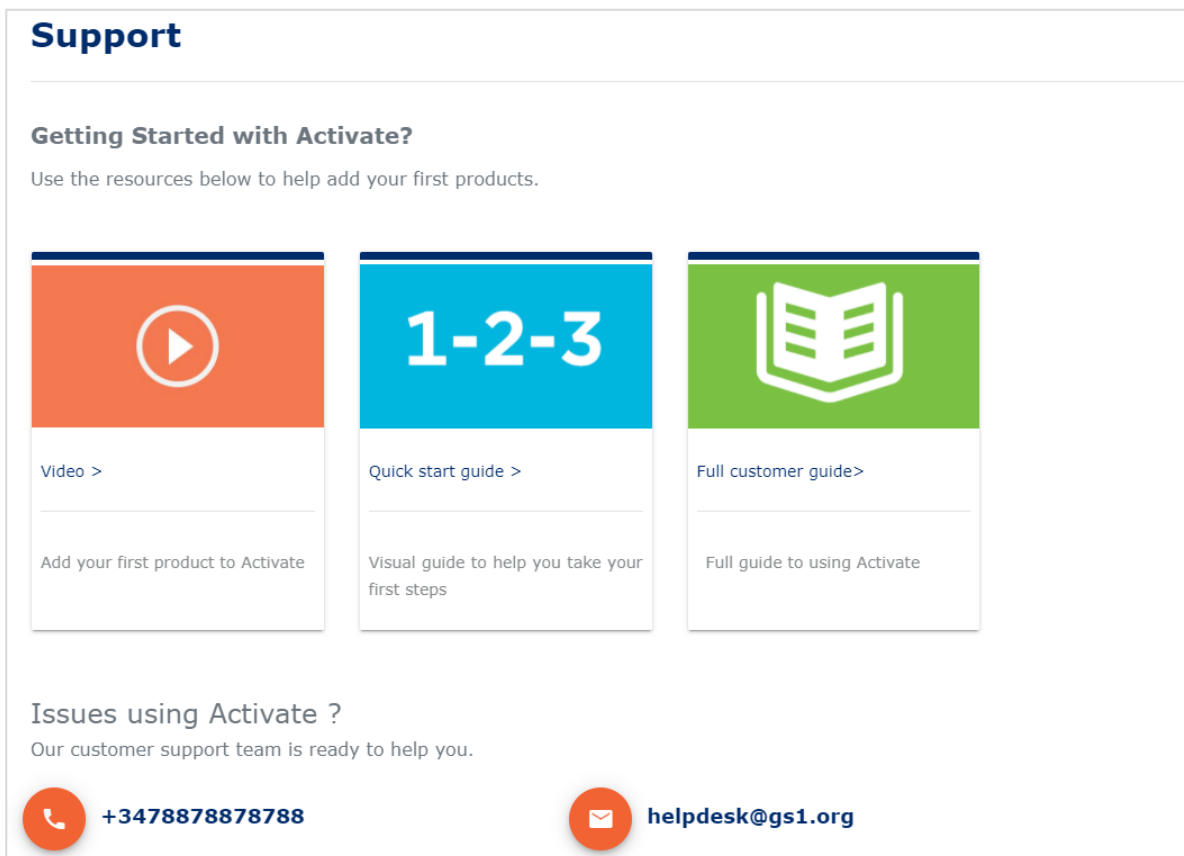 Support
Getting Started with Activate?
Use the resources below to help add your first products.
1-2-3
Video >
Quick start guide >
Full customer guide>
Add your first product to Activate
Visual guide to help you take your
first steps
Full guide to using Activate
Issues using Activate ?
Our customer support team is ready to help you.
+3478878878788
helpdesk@gs1.org